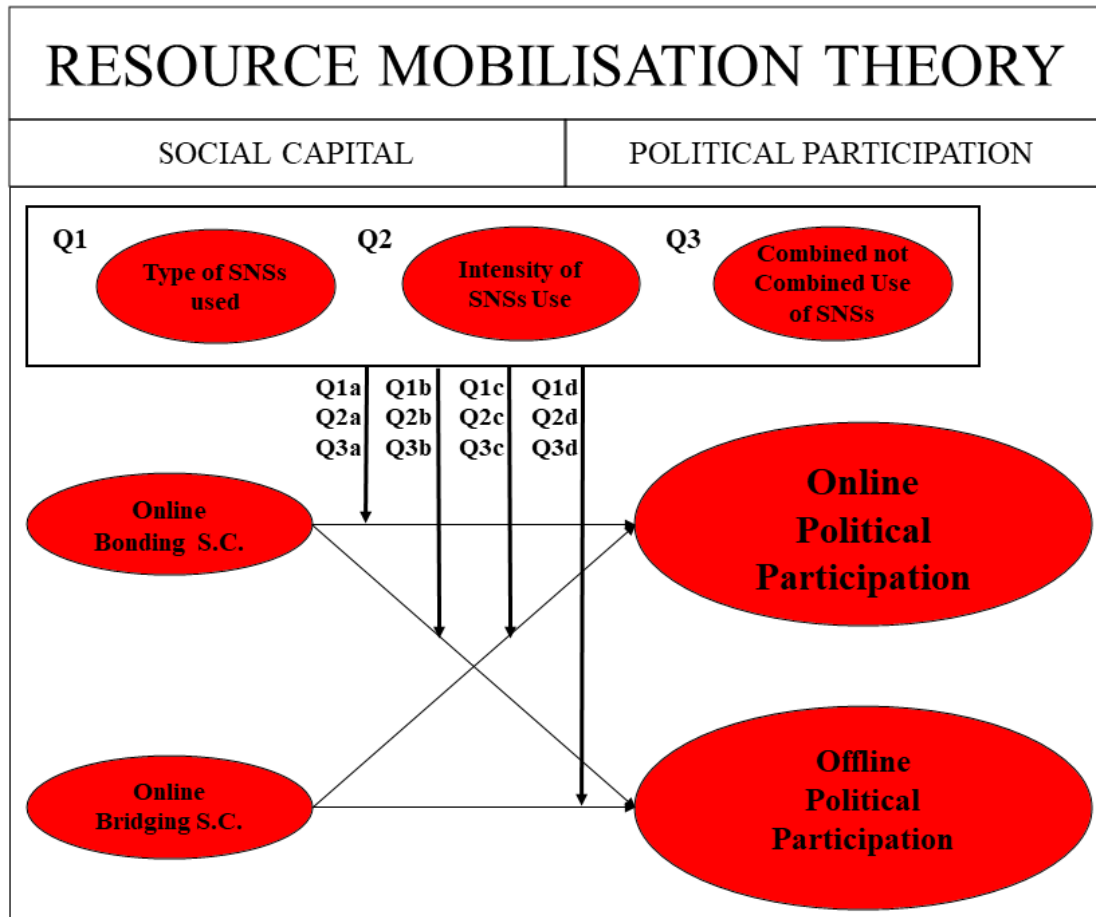 RESOURCE MOBILISATION THEORY
SOCIAL CAPITAL
POLITICAL PARTICIPATION
Q1
Type of SNSs
used
Q2
Intensity of
SNSs Use
Q3
Combined not
Combined Use
of SNSs
Q1a
Q2a
Q3a
Q1b
Q2b
Q3b
Q1c
Q2c
Q3c
Q1d
Q2d
Q3d
Online
Bonding S.C.
Online
Political
Participation
Online
Bridging S.C.
Offline
Political
Participation